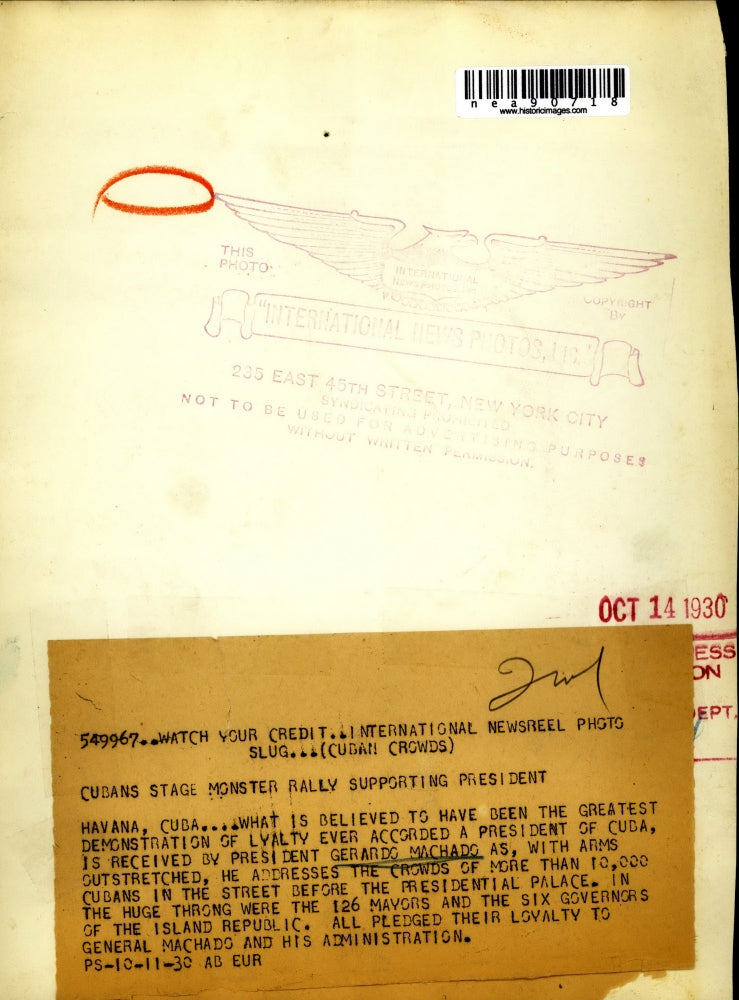 nea90718
www.historicimages.com
THIS
PHOTO
INTERNATIONAL
NEWSPHOTOS
COPYRIGHT
BY
"INTERNATIONAL NEWS PHOTOS, LTD."
235 EAST 45TH STREET, NEW YORK CITY
SYNDICATING PROHIBITED
NOT TO BE USED FOR ADVERTISING PURPOSES
WITHOUT WRITTEN PERMISSION.
OCT 14 1930
ESS
ON
DEPT.
549967..WATCH YOUR CREDIT...INTERNATIONAL NEWSREEL PHOTO
SLUG....(CUBAN CROWDS)
CUBANS STAGE MONSTER RALLY SUPPORTING PRESIDENT
HAVANA, CUBA.....WHAT IS BELIEVED TO HAVE BEEN THE GREATEST
DEMONSTRATION OF LYALTY EVER ACCORDED A PRESIDENT OF CUBA,
IS RECEIVED BY PRESIDENT GERARDO MACHADO AS, WITH ARMS
OUTSTRETCHED, HE ADDRESSES THE CROWDS OF MORE THAN 10,000
CUBANS IN THE STREET BEFORE THE PRESIDENTIAL PALACE. IN
THE HUGE THRONG WERE THE 126 MAYORS AND THE SIX GOVERNORS
OF THE ISLAND REPUBLIC. ALL PLEDGED THEIR LOYALTY TO
GENERAL MACHADO AND HIS ADMINISTRATION.
PS-10-11-30 AB EUR